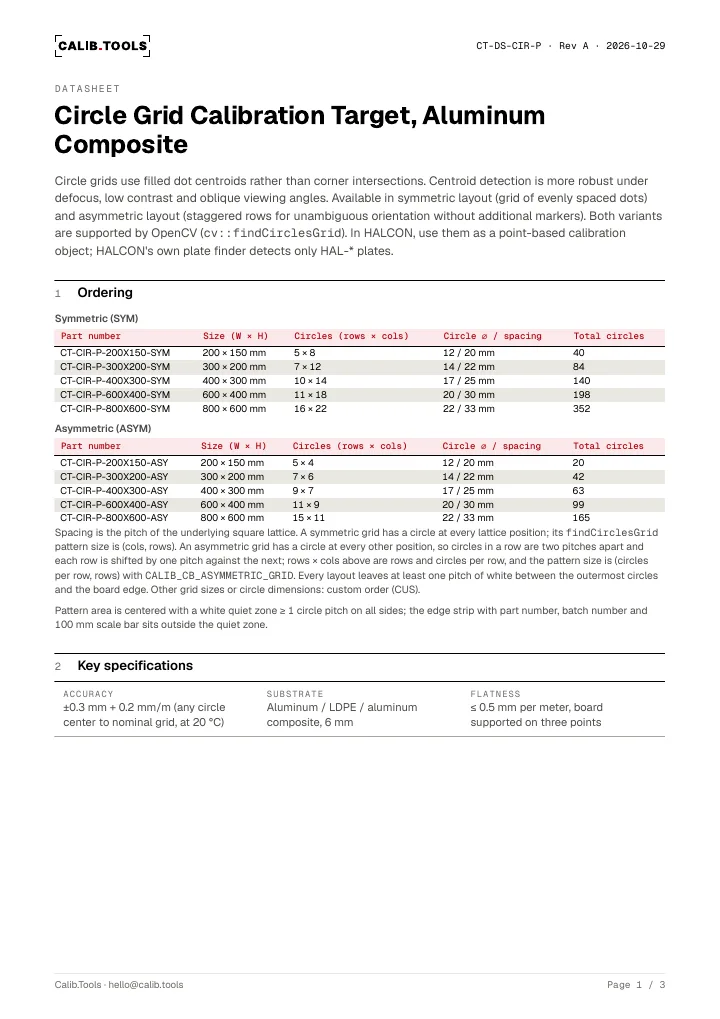 CALIB.TOOLS
CT-DS-CIR-P · Rev A · 2026-10-29
DATASHEET
Circle Grid Calibration Target, Aluminum
Composite
Circle grids use filled dot centroids rather than corner intersections. Centroid detection is more robust under
defocus, low contrast and oblique viewing angles. Available in symmetric layout (grid of evenly spaced dots)
and asymmetric layout (staggered rows for unambiguous orientation without additional markers). Both variants
are supported by OpenCV (cv::findCirclesGrid). In HALCON, use them as a point-based calibration
object; HALCON's own plate finder detects only HAL-* plates.
1 Ordering
Symmetric (SYM)
Part number Size (W × H) Circles (rows × cols) Circle ⌀ / spacing Total circles
CT-CIR-P-200X150-SYM 200 × 150 mm 5 × 8 12 / 20 mm 40
CT-CIR-P-300X200-SYM 300 × 200 mm 7 × 12 14 / 22 mm 84
CT-CIR-P-400X300-SYM 400 × 300 mm 10 × 14 17 / 25 mm 140
CT-CIR-P-600X400-SYM 600 × 400 mm 11 × 18 20 / 30 mm 198
CT-CIR-P-800X600-SYM 800 × 600 mm 16 × 22 22 / 33 mm 352
Asymmetric (ASYM)
Part number Size (W × H) Circles (rows × cols) Circle ⌀ / spacing Total circles
CT-CIR-P-200X150-ASY 200 × 150 mm 5 × 4 12 / 20 mm 20
CT-CIR-P-300X200-ASY 300 × 200 mm 7 × 6 14 / 22 mm 42
CT-CIR-P-400X300-ASY 400 × 300 mm 9 × 7 17 / 25 mm 63
CT-CIR-P-600X400-ASY 600 × 400 mm 11 × 9 20 / 30 mm 99
CT-CIR-P-800X600-ASY 800 × 600 mm 15 × 11 22 / 33 mm 165
Spacing is the pitch of the underlying square lattice. A symmetric grid has a circle at every lattice position; its findCirclesGrid
pattern size is (cols, rows). An asymmetric grid has a circle at every other position, so circles in a row are two pitches apart and
each row is shifted by one pitch against the next; rows × cols above are rows and circles per row, and the pattern size is (circles
per row, rows) with CALIB_CB_ASYMMETRIC_GRID. Every layout leaves at least one pitch of white between the outermost circles
and the board edge. Other grid sizes or circle dimensions: custom order (CUS).
Pattern area is centered with a white quiet zone ≥ 1 circle pitch on all sides; the edge strip with part number, batch number and
100 mm scale bar sits outside the quiet zone.
2 Key specifications
ACCURACY SUBSTRATE FLATNESS
±0.3 mm + 0.2 mm/m (any circle Aluminum / LDPE / aluminum ≤ 0.5 mm per meter, board
center to nominal grid, at 20 °C) composite, 6 mm supported on three points
Calib.Tools · hello@calib.tools
Page 1 / 3